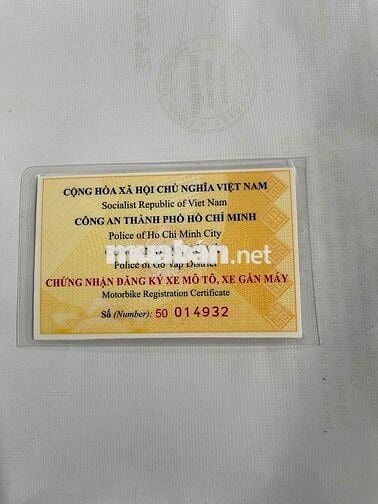 CỘNG HÒA XÃ HỘI CHỦ NGHĨA VIỆT NAM
Socialist Republic of Viet Nam
CÔNG AN THÀNH PHỐ HỒ CHÍ MINH
Police of Ho Chi Minh City
muaban.net
Police of Go Vap District
CHỨNG NHẬN ĐĂNG KÝ XE MÔ TÔ, XE GẮN MÁY
Motorbike Registration Certificate
Số (Number): 50 014932